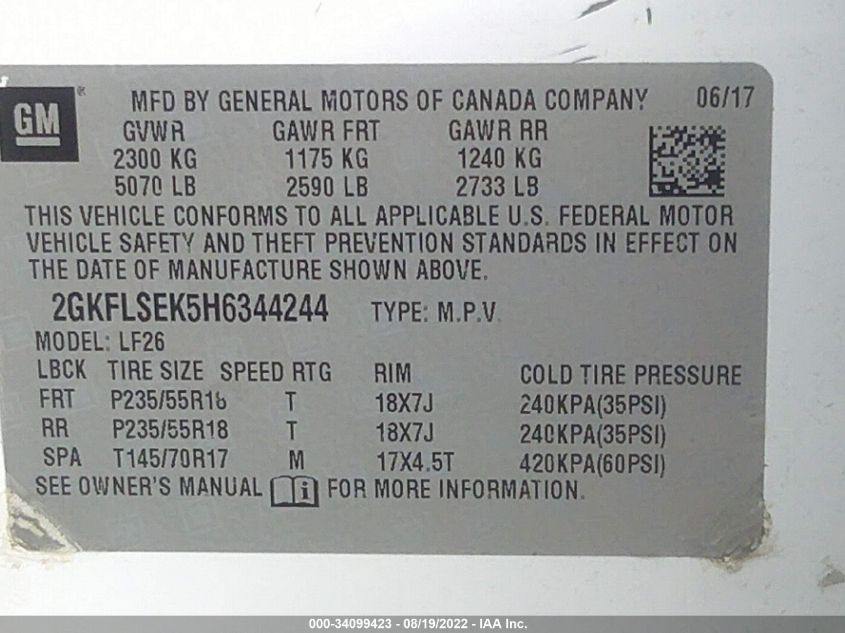 GM ® MFD BY GENERAL MOTORS OF CANADA COMPANY 06/17
GVWR GAWR FRT GAWR RR
2300 KG 1175 KG 1240 KG
5070 LB 2590 LB 2733 LB
THIS VEHICLE CONFORMS TO ALL APPLICABLE U.S. FEDERAL MOTOR
VEHICLE SAFETY AND THEFT PREVENTION STANDARDS IN EFFECT ON
THE DATE OF MANUFACTURE SHOWN ABOVE.
2GKFLSEK5H6344244 TYPE: M.P.V.
MODEL: LF26
LBCK TIRE SIZE SPEED RTG RIM COLD TIRE PRESSURE
FRT P235/55R18 T 18X7J 240KPA(35PSI)
RR P235/55R18 T 18X7J 240KPA(35PSI)
SPA T145/70R17 M 17X4.5T 420KPA(60PSI)
SEE OWNER'S MANUAL i FOR MORE INFORMATION.
000-34099423 - 08/19/2022 - IAA Inc.